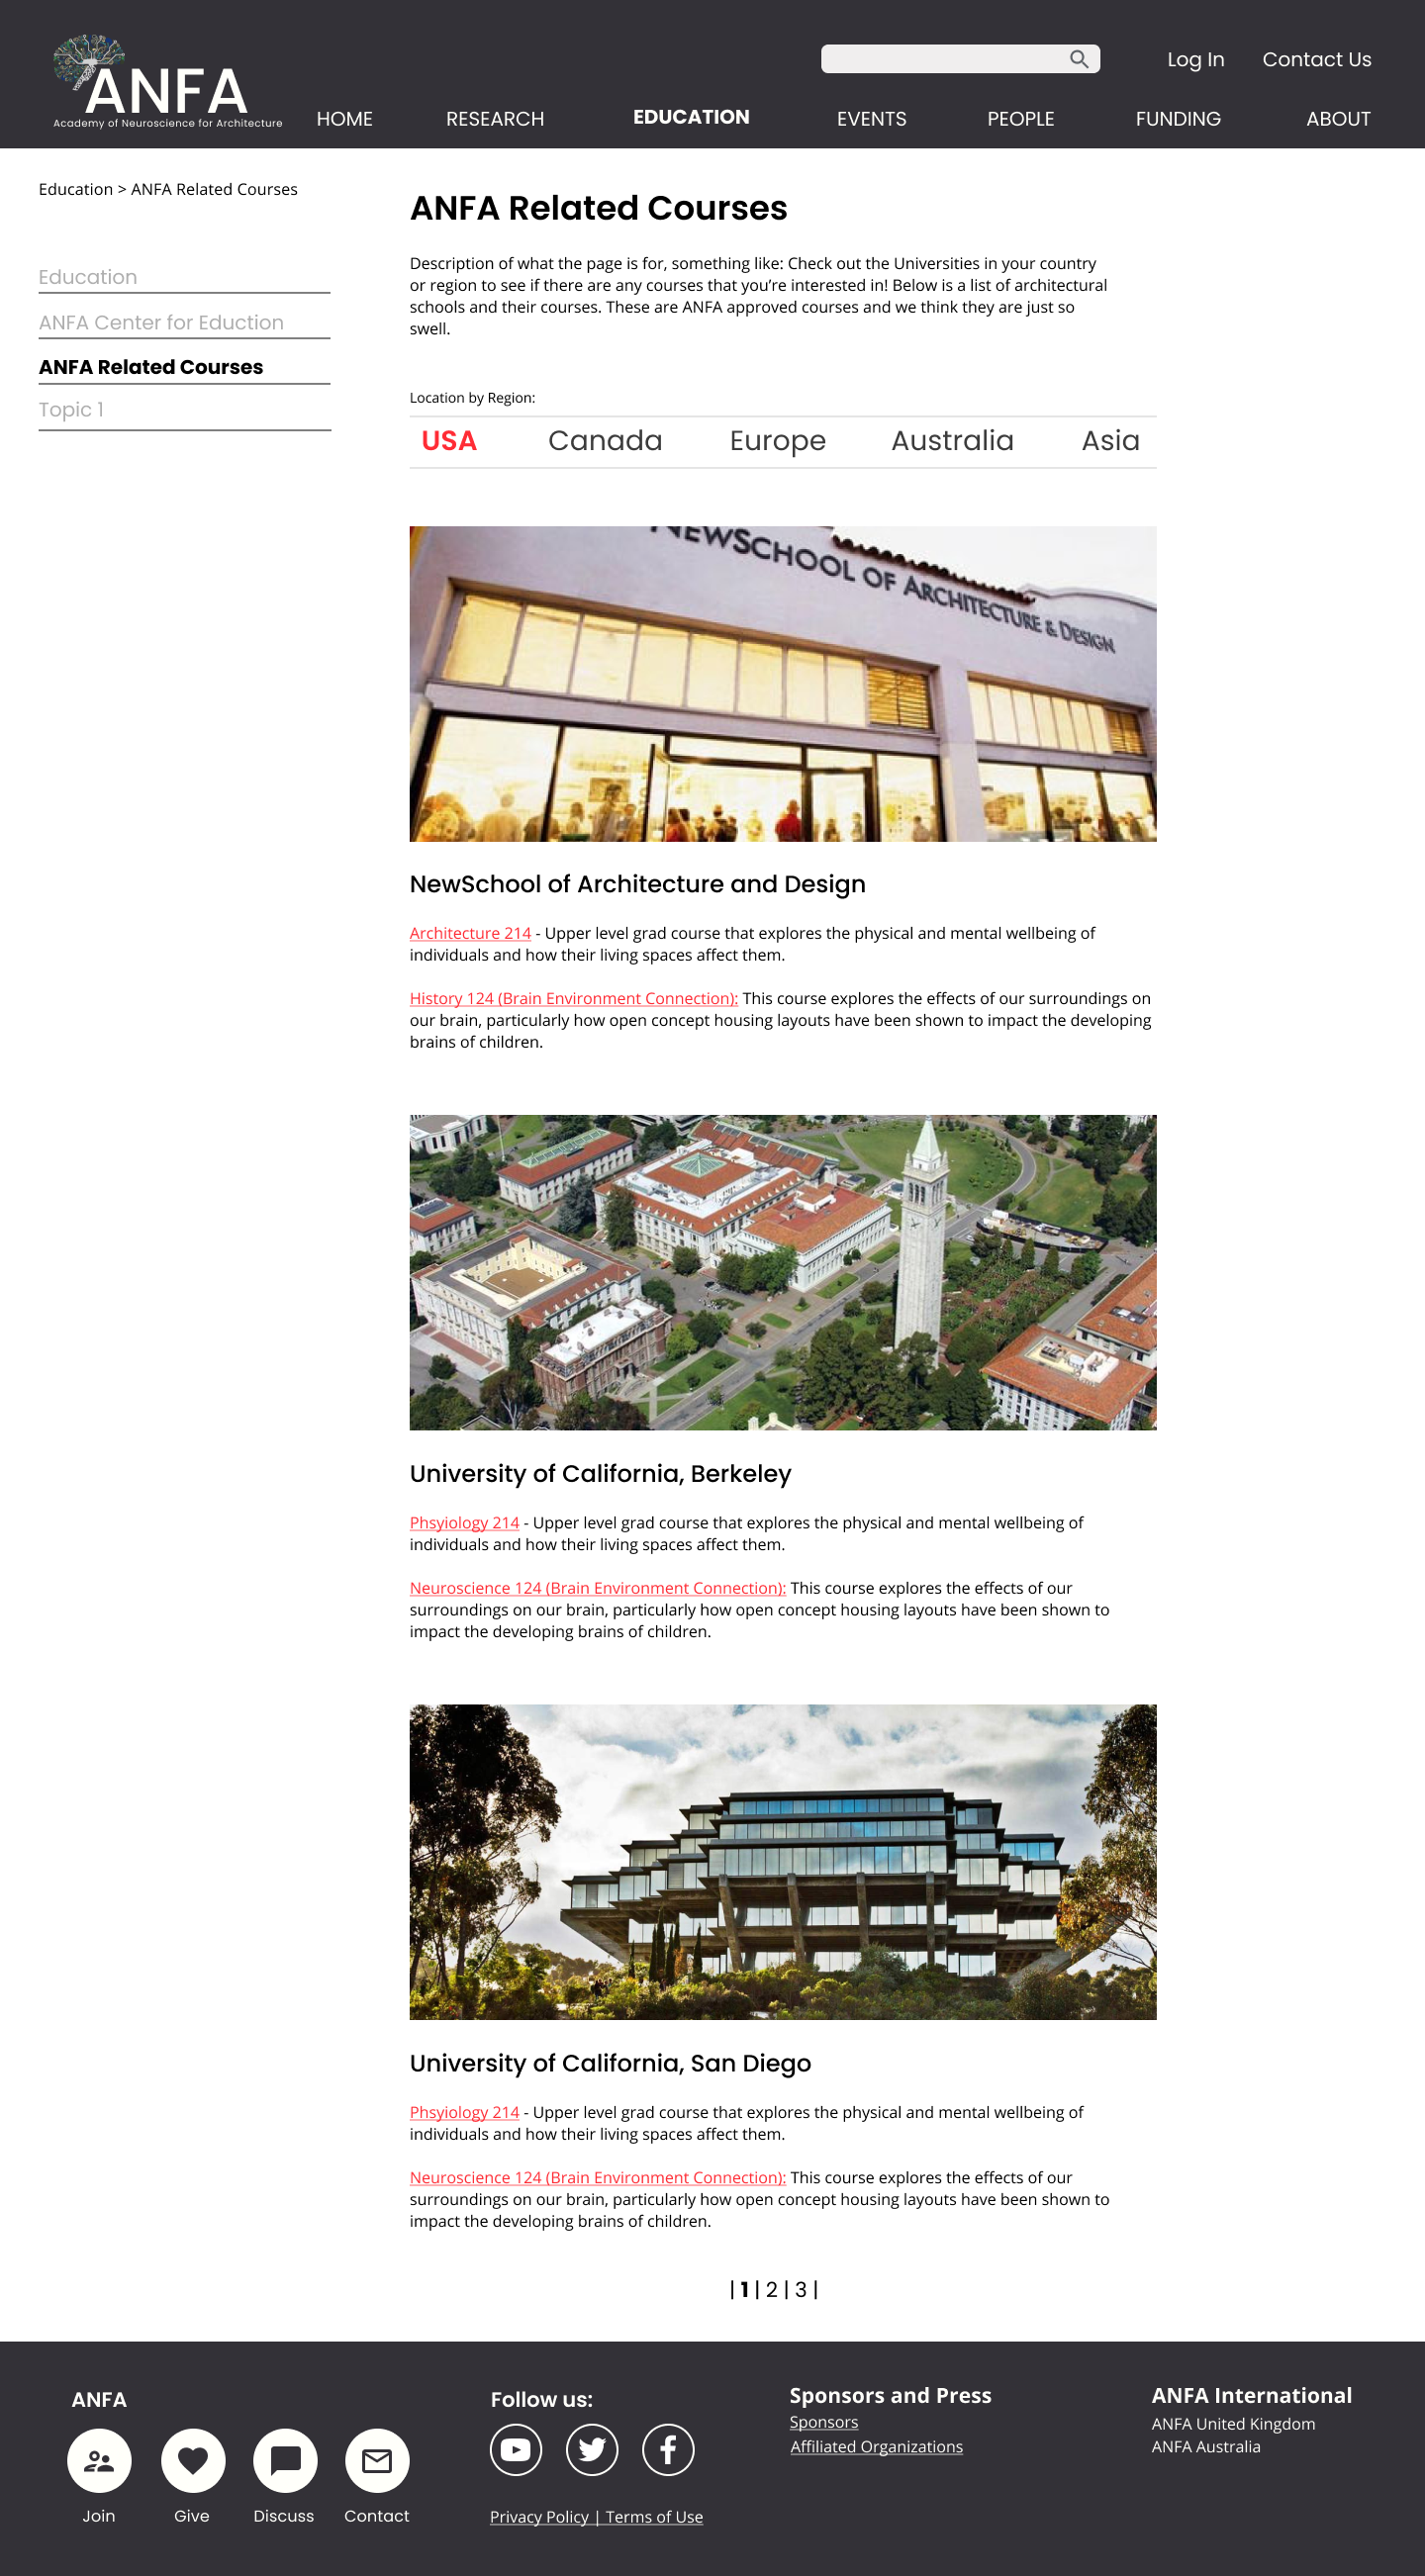 ANFA
Academy of Neuroscience for Architecture
Log In
Contact Us
HOME
RESEARCH
EDUCATION
EVENTS
PEOPLE
FUNDING
ABOUT
Education > ANFA Related Courses
Education
ANFA Center for Eduction
ANFA Related Courses
Topic 1
ANFA Related Courses
Description of what the page is for, something like: Check out the Universities in your country
or region to see if there are any courses that you’re interested in! Below is a list of architectural
schools and their courses. These are ANFA approved courses and we think they are just so
swell.
Location by Region:
USA
Canada
Europe
Australia
Asia
NEWSCHOOL OF ARCHITECTURE & DESIGN
NewSchool of Architecture and Design
Architecture 214 - Upper level grad course that explores the physical and mental wellbeing of
individuals and how their living spaces affect them.
History 124 (Brain Environment Connection): This course explores the effects of our surroundings on
our brain, particularly how open concept housing layouts have been shown to impact the developing
brains of children.
University of California, Berkeley
Phsyiology 214 - Upper level grad course that explores the physical and mental wellbeing of
individuals and how their living spaces affect them.
Neuroscience 124 (Brain Environment Connection): This course explores the effects of our
surroundings on our brain, particularly how open concept housing layouts have been shown to
impact the developing brains of children.
University of California, San Diego
Phsyiology 214 - Upper level grad course that explores the physical and mental wellbeing of
individuals and how their living spaces affect them.
Neuroscience 124 (Brain Environment Connection): This course explores the effects of our
surroundings on our brain, particularly how open concept housing layouts have been shown to
impact the developing brains of children.
| 1 | 2 | 3 |
ANFA
Join
Give
Discuss
Contact
Follow us:
Privacy Policy | Terms of Use
Sponsors and Press
Sponsors
Affiliated Organizations
ANFA International
ANFA United Kingdom
ANFA Australia